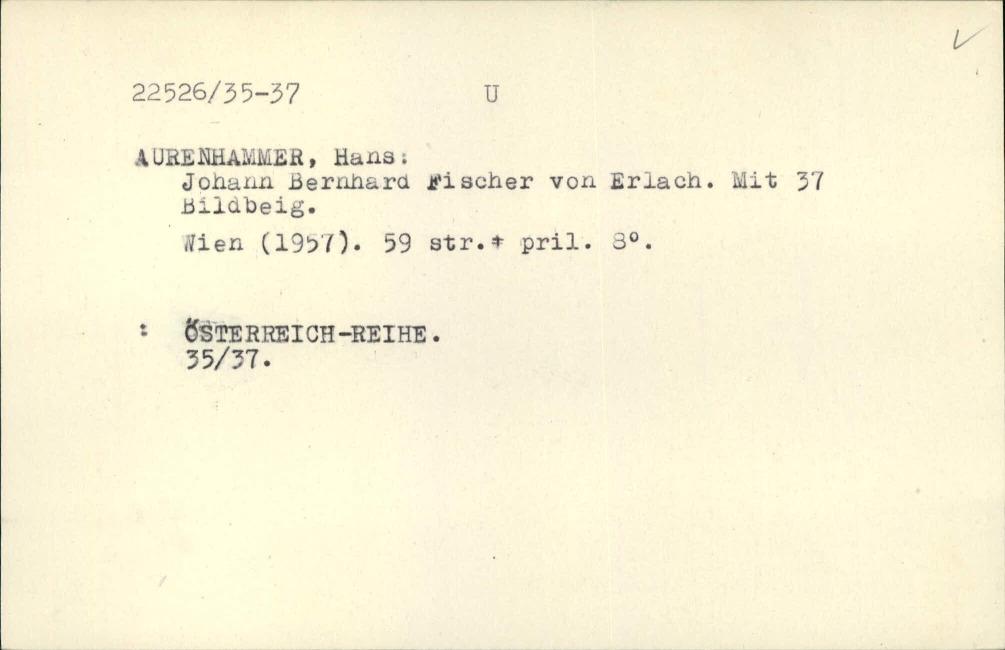 22526/35-37 U
AURENHAMMER, Hans:
Johann Bernhard Fischer von Erlach. Mit 37
Bildbeig.
Wien (1957). 59 str.+ pril. 8°.
: ÖSTERREICH-REIHE.
35/37.